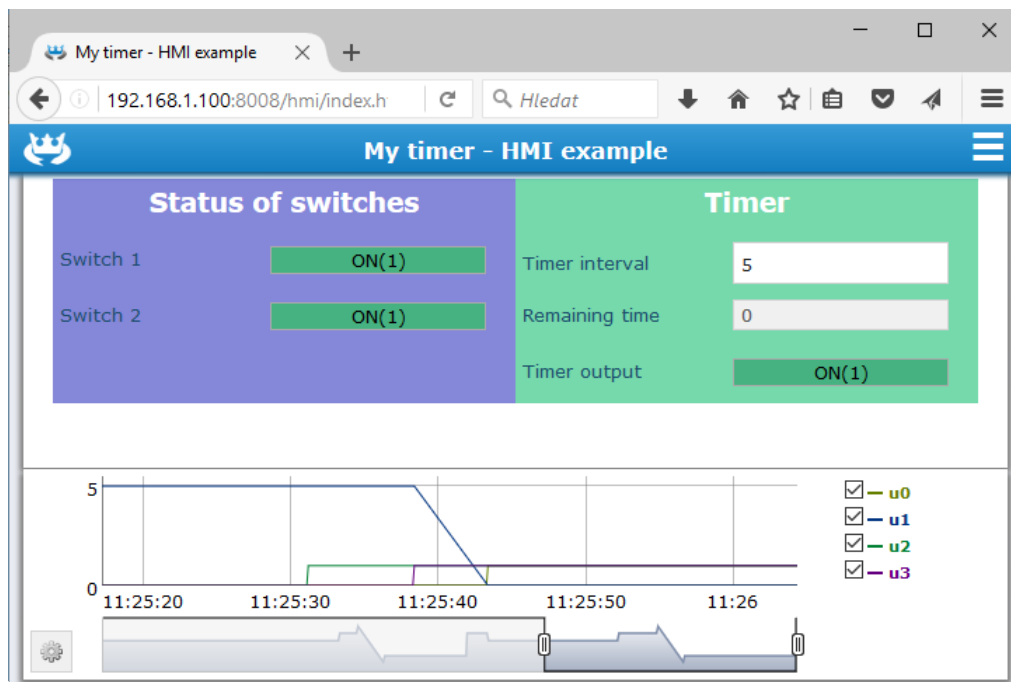 My timer - HMI example
192.168.1.100:8008/hmi/index.h
Hledat
My timer - HMI example
Status of switches
Timer
Switch 1 ON(1)
Timer interval 5
Switch 2 ON(1)
Remaining time 0
Timer output ON(1)
5
0
11:25:20 11:25:30 11:25:40 11:25:50 11:26
u0
u1
u2
u3